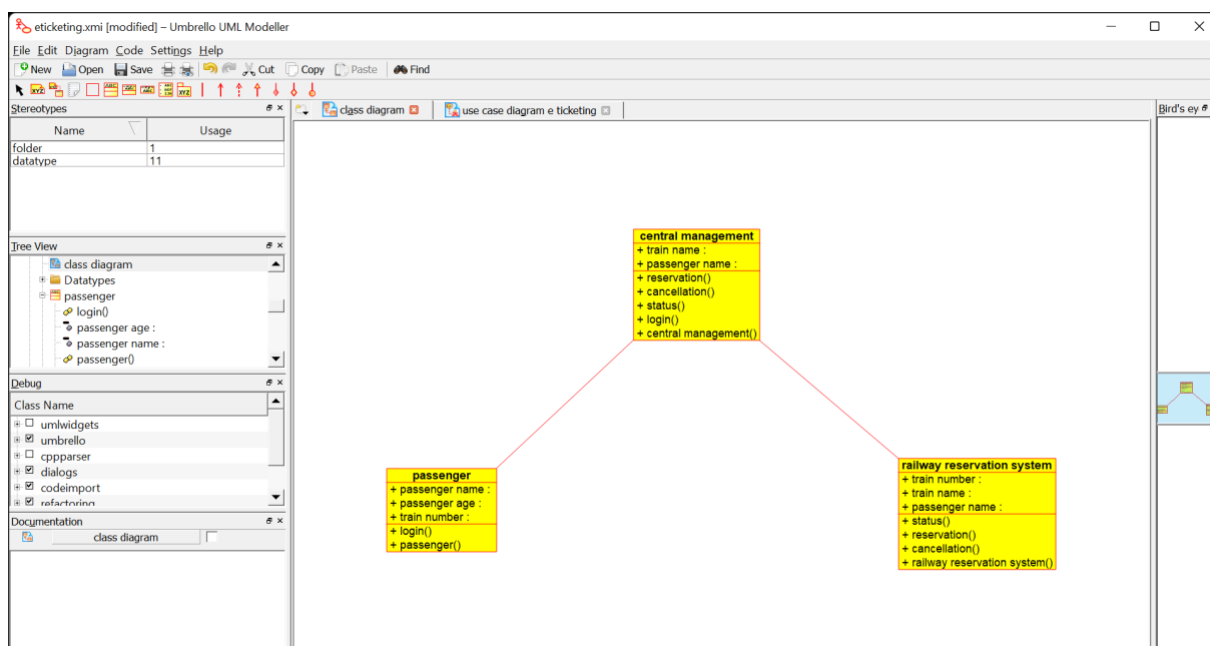 eticketing.xmi [modified] – Umbrello UML Modeller
File Edit Diagram Code Settings Help
New Open Save Cut Copy Paste Find
Stereotypes
Name Usage
folder 1
datatype 11
Tree View
class diagram
Datatypes
passenger
login()
passenger age :
passenger name :
passenger()
Debug
Class Name
umlwidgets
umbrello
cppparser
dialogs
codeimport
refactoring
Documentation
class diagram
class diagram use case diagram e ticketing
central management
+ train name :
+ passenger name :
+ reservation()
+ cancellation()
+ status()
+ login()
+ central management()
passenger
+ passenger name :
+ passenger age :
+ train number :
+ login()
+ passenger()
railway reservation system
+ train number :
+ train name :
+ passenger name :
+ status()
+ reservation()
+ cancellation()
+ railway reservation system()
Bird's ey